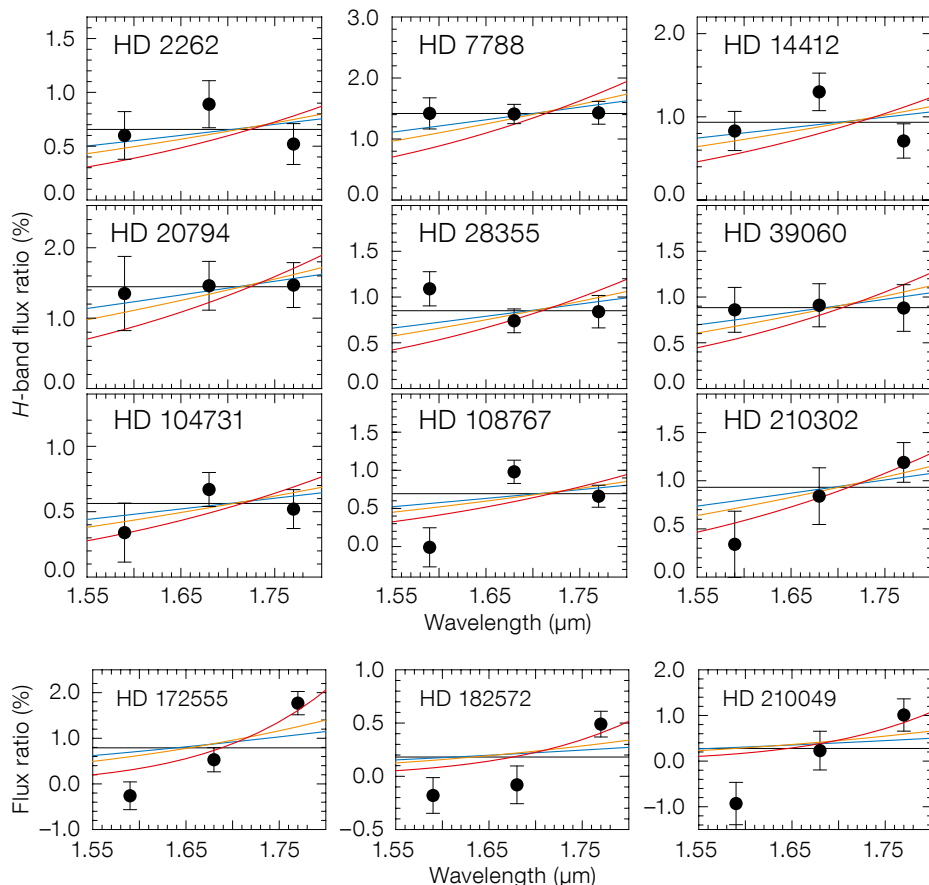 HD 2262
HD 7788
HD 14412
1.5
1.0
0.5
0.0
3.0
2.0
1.0
0.0
2.0
1.0
0.0
H-band flux ratio (%)
HD 20794
HD 28355
HD 39060
2.0
1.0
0.0
1.5
1.0
0.5
0.0
1.5
1.0
0.5
0.0
HD 104731
HD 108767
HD 210302
1.0
0.5
0.0
1.5
1.0
0.5
0.0
1.5
1.0
0.5
0.0
1.55 1.65 1.75
1.55 1.65 1.75
1.55 1.65 1.75
Wavelength (µm)
Flux ratio (%)
HD 172555
HD 182572
HD 210049
2.0
1.0
0.0
−1.0
1.0
0.5
0.0
−0.5
2.0
1.0
0.0
−1.0
1.55 1.65 1.75
1.55 1.65 1.75
1.55 1.65 1.75
Wavelength (µm)